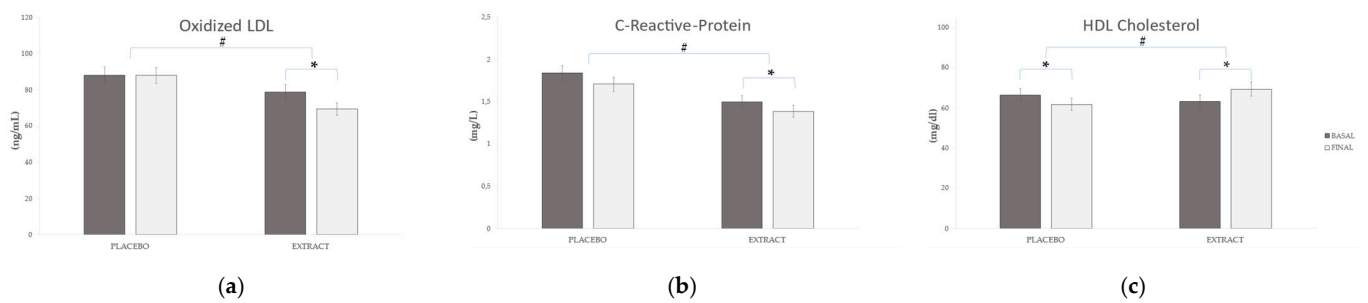 Oxidized LDL
120
100
80
60
40
20
0
(ng/mL)
#
*
PLACEBO
EXTRACT
(a)
C-Reactive-Protein
2,5
2
1,5
1
0,5
0
(mg/L)
#
*
PLACEBO
EXTRACT
(b)
HDL Cholesterol
100
80
60
40
20
0
(mg/dl)
#
*
*
PLACEBO
EXTRACT
BASAL
FINAL
(c)